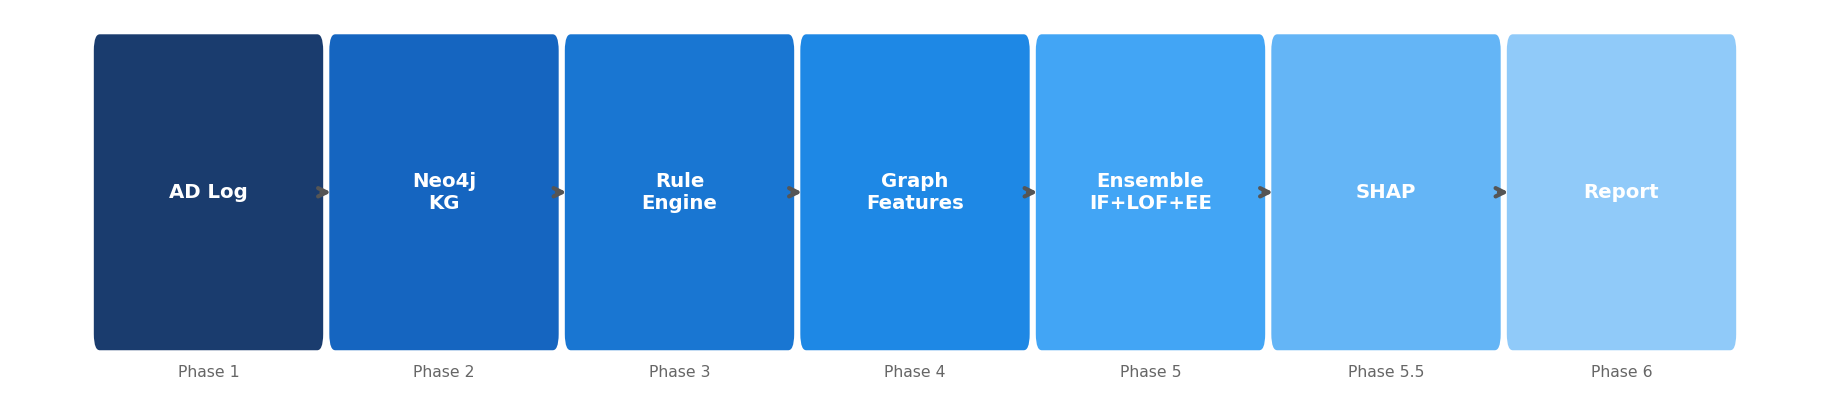 AD Log
Neo4j
KG
Rule
Engine
Graph
Features
Ensemble
IF+LOF+EE
SHAP
Report
Phase 1
Phase 2
Phase 3
Phase 4
Phase 5
Phase 5.5
Phase 6